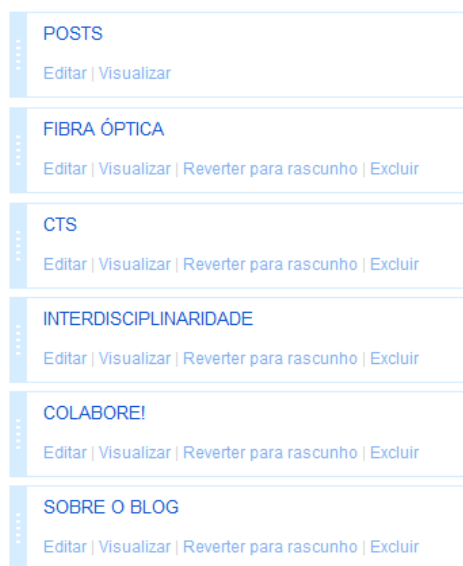 POSTS
Editar | Visualizar
FIBRA ÓPTICA
Editar | Visualizar | Reverter para rascunho | Excluir
CTS
Editar | Visualizar | Reverter para rascunho | Excluir
INTERDISCIPLINARIDADE
Editar | Visualizar | Reverter para rascunho | Excluir
COLABORE!
Editar | Visualizar | Reverter para rascunho | Excluir
SOBRE O BLOG
Editar | Visualizar | Reverter para rascunho | Excluir